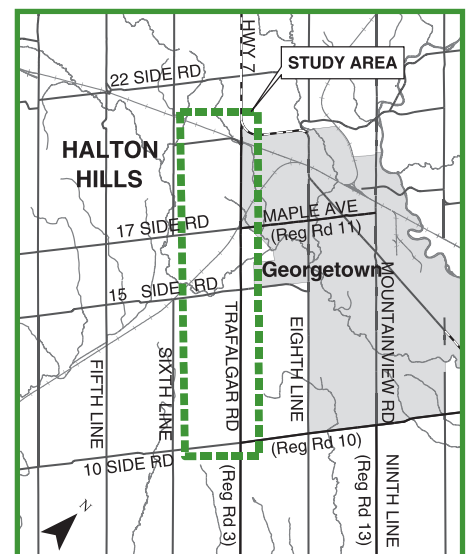 HWY 7
STUDY AREA
22 SIDE RD
HALTON
HILLS
MAPLE AVE
17 SIDE RD
(Reg Rd 11)
Georgetown
15 SIDE RD
MOUNTAINVIEW RD
TRAFALGAR RD
EIGHTH LINE
SIXTH LINE
FIFTH LINE
(Reg Rd 10)
10 SIDE RD
(Reg Rd 3)
(Reg Rd 13)
NINTH LINE
N